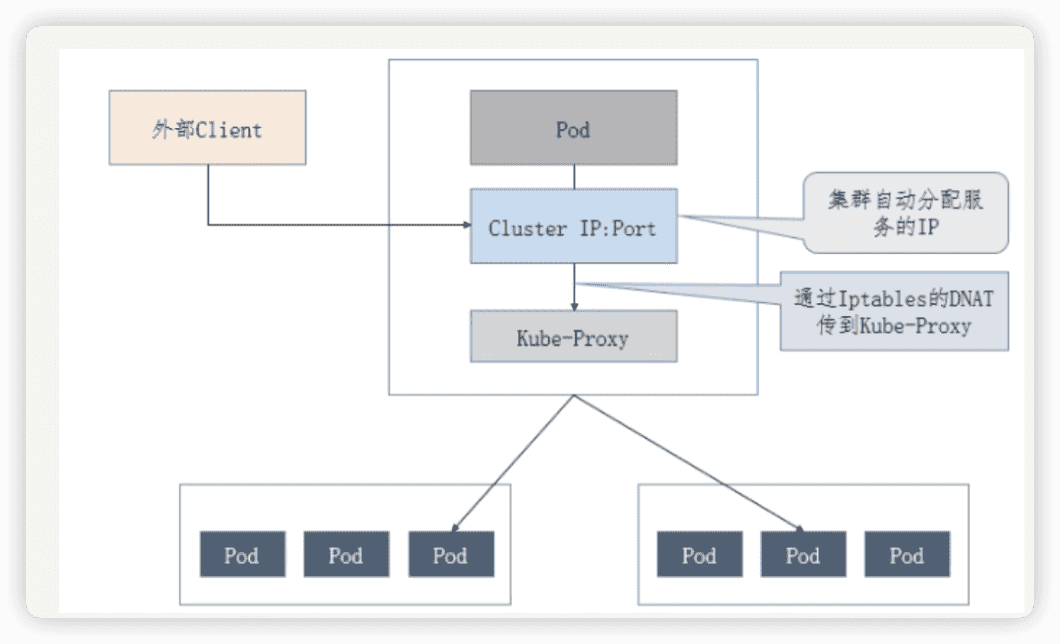 外部Client
Pod
Cluster IP:Port
集群自动分配服
务的IP
通过Iptables的DNAT
传到Kube-Proxy
Kube-Proxy
Pod
Pod
Pod
Pod
Pod
Pod